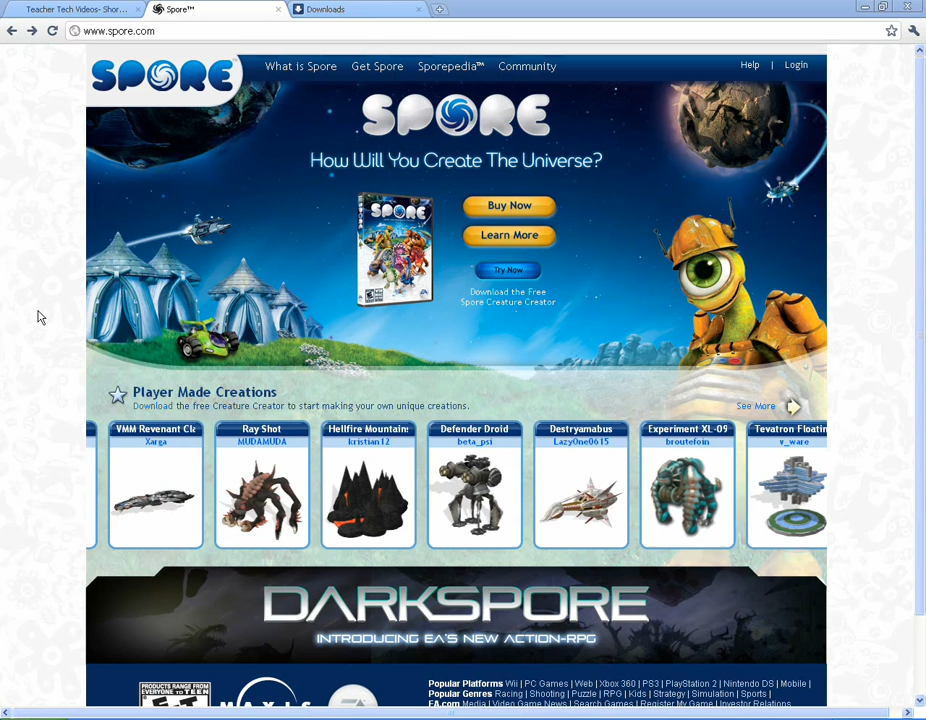 Teacher Tech Videos- Shor...
Spore™
Downloads
www.spore.com
SPORE
What is Spore
Get Spore
Sporepedia™
Community
Help | Login
SPORE
How Will You Create The Universe?
SPORE
Buy Now
Learn More
Try Now
Download the Free
Spore Creature Creator
Player Made Creations
Download the free Creature Creator to start making your own unique creations.
See More
VMM Revenant Cla
Ray Shot
Hellfire Mountains
Defender Droid
Destryamabus
Experiment XL-09
Tevatron Floatin
Xarga
MUDAMUDA
kristian12
beta_psi
LazyOne0615
broutefoin
v_ware
DARKSPORE
INTRODUCING EA'S NEW ACTION-RPG
PRODUCTS RANGE FROM
EVERYONE TO TEEN
MAXIS
Popular Platforms Wii | PC Games | Web | Xbox 360 | PS3 | PlayStation 2 | Nintendo DS | Mobile |
Popular Genres Racing | Shooting | Puzzle | RPG | Kids | Strategy | Simulation | Sports |
EA.com Media | Video Game News | Search Games | Register My Game | Investor Relations